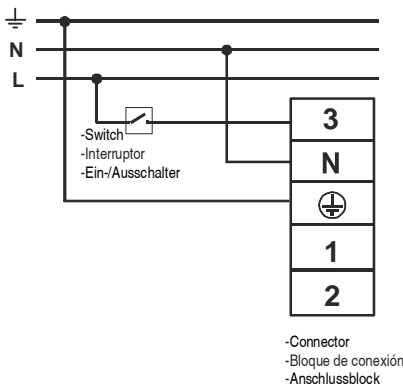 N
L
-Switch
-Interruptor
-Ein-/Ausschalter
3
N
1
2
-Connector
-Bloque de conexión
-Anschlussblock